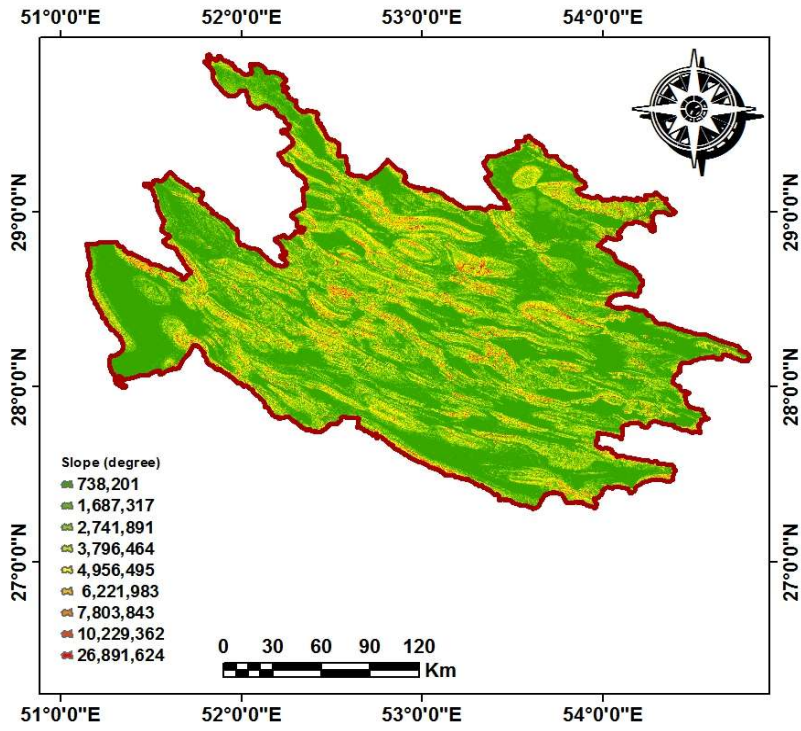 51°0'0"E 52°0'0"E 53°0'0"E 54°0'0"E
29°0'0"N 29°0'0"N
28°0'0"N 28°0'0"N
Slope (degree)
738,201
1,687,317
2,741,891
3,796,464
4,956,495
6,221,983
7,803,843
10,229,362
26,891,624
27°0'0"N 27°0'0"N
0 30 60 90 120
Km
51°0'0"E 52°0'0"E 53°0'0"E 54°0'0"E